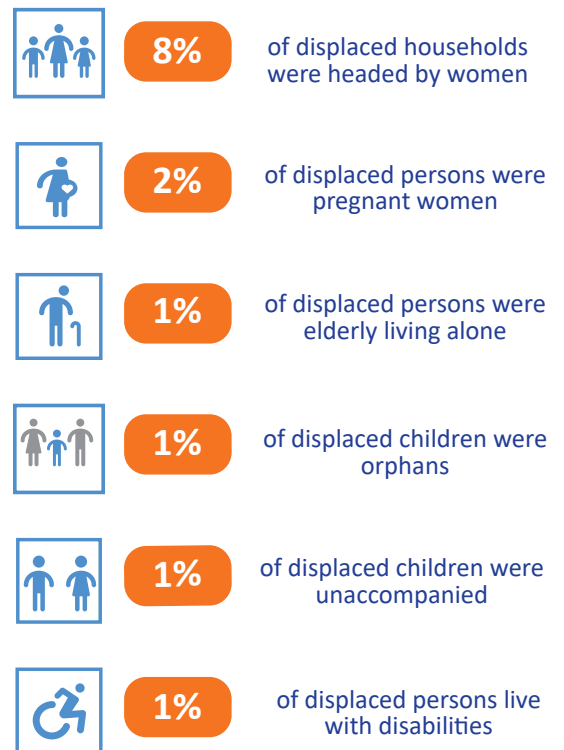 8%
of displaced households
were headed by women
2%
of displaced persons were
pregnant women
1%
of displaced persons were
elderly living alone
1%
of displaced children were
orphans
1%
of displaced children were
unaccompanied
1%
of displaced persons live
with disabilities